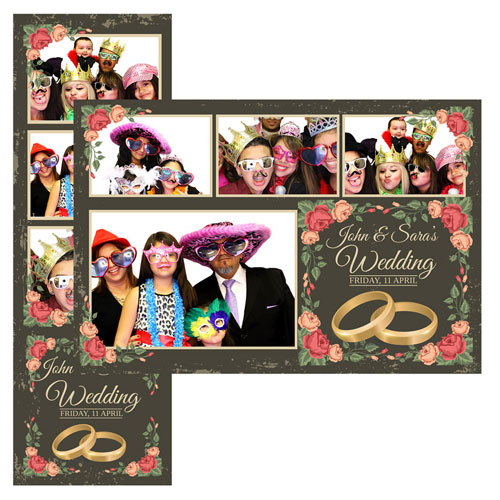 John & Sara's
Wedding
FRIDAY, 11 APRIL
John
Wedding
FRIDAY, 11 APRIL